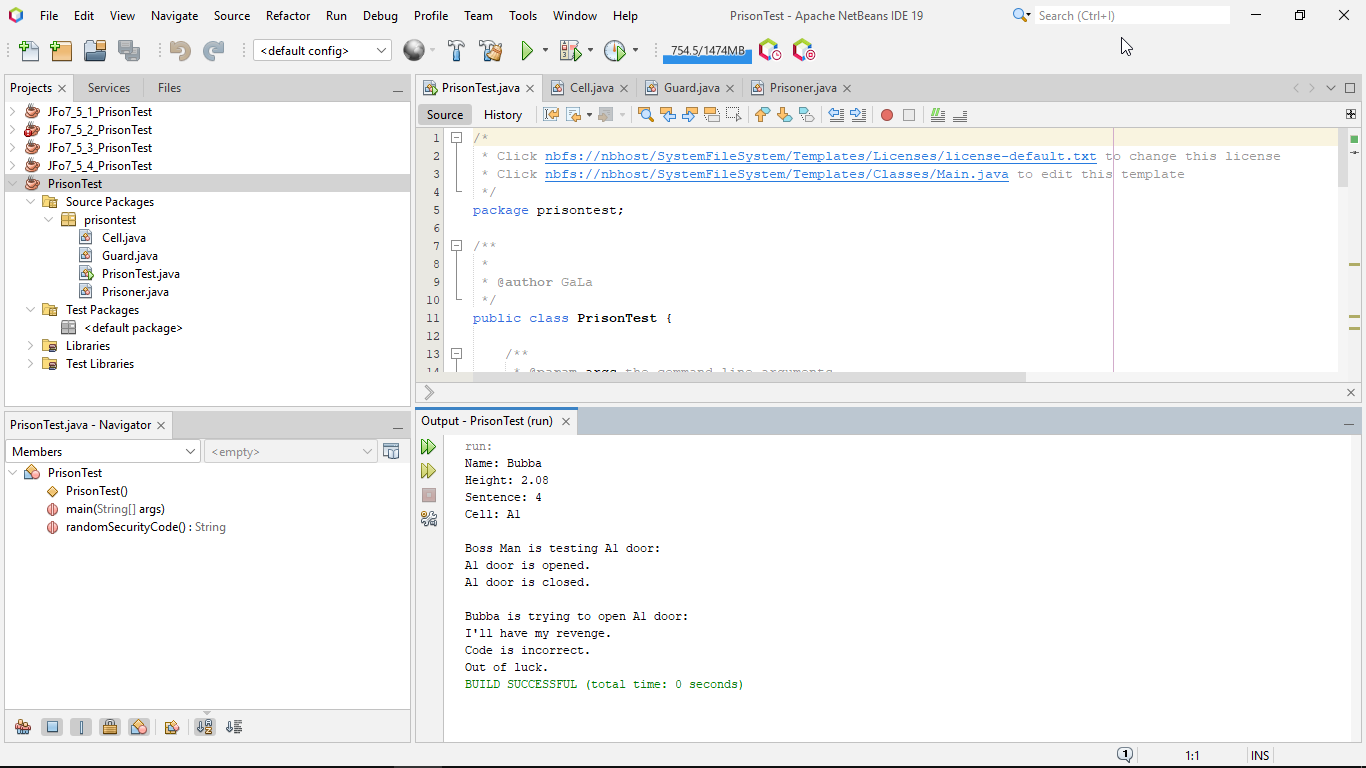 File Edit View Navigate Source Refactor Run Debug Profile Team Tools Window Help
PrisonTest - Apache NetBeans IDE 19
Search (Ctrl+I)
<default config>
754.5/1474MB
Projects Services Files
JFo7_5_1_PrisonTest
JFo7_5_2_PrisonTest
JFo7_5_3_PrisonTest
JFo7_5_4_PrisonTest
PrisonTest
Source Packages
prisontest
Cell.java
Guard.java
PrisonTest.java
Prisoner.java
Test Packages
<default package>
Libraries
Test Libraries
PrisonTest.java - Navigator
Members <empty>
PrisonTest
PrisonTest()
main(String[] args)
randomSecurityCode() : String
PrisonTest.java Cell.java Guard.java Prisoner.java
Source History
1 /*
2 * Click nbfs://nbhost/SystemFileSystem/Templates/Licenses/license-default.txt to change this license
3 * Click nbfs://nbhost/SystemFileSystem/Templates/Classes/Main.java to edit this template
4 */
5 package prisontest;
6
7 /**
8 *
9 * @author GaLa
10 */
11 public class PrisonTest {
12
13 /**
14 * @param args the command line arguments
Output - PrisonTest (run)
run:
Name: Bubba
Height: 2.08
Sentence: 4
Cell: A1
Boss Man is testing A1 door:
A1 door is opened.
A1 door is closed.
Bubba is trying to open A1 door:
I'll have my revenge.
Code is incorrect.
Out of luck.
BUILD SUCCESSFUL (total time: 0 seconds)
1 1:1 INS